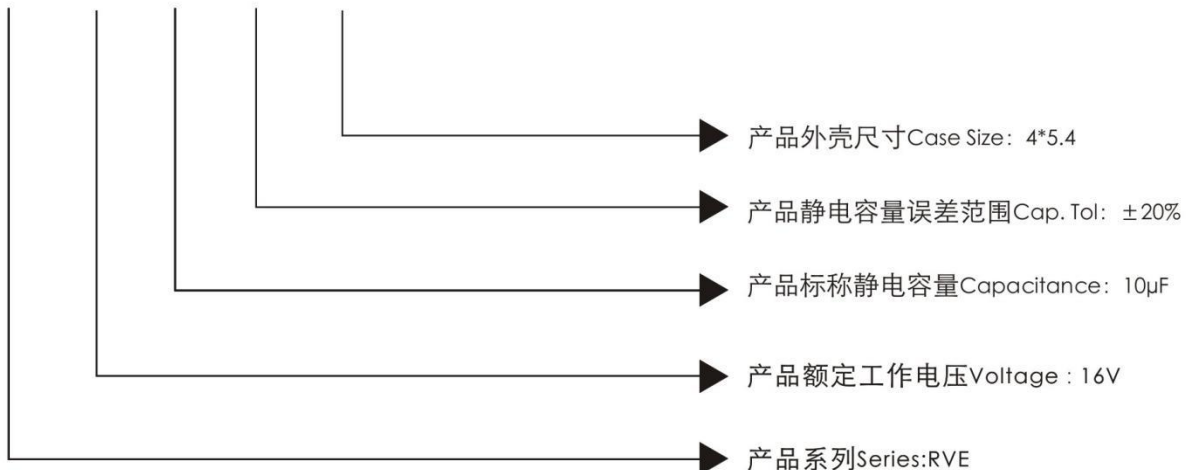 产品外壳尺寸Case Size: 4*5.4
产品静电容量误差范围Cap. Tol: ±20%
产品标称静电容量Capacitance: 10µF
产品额定工作电压Voltage : 16V
产品系列Series:RVE